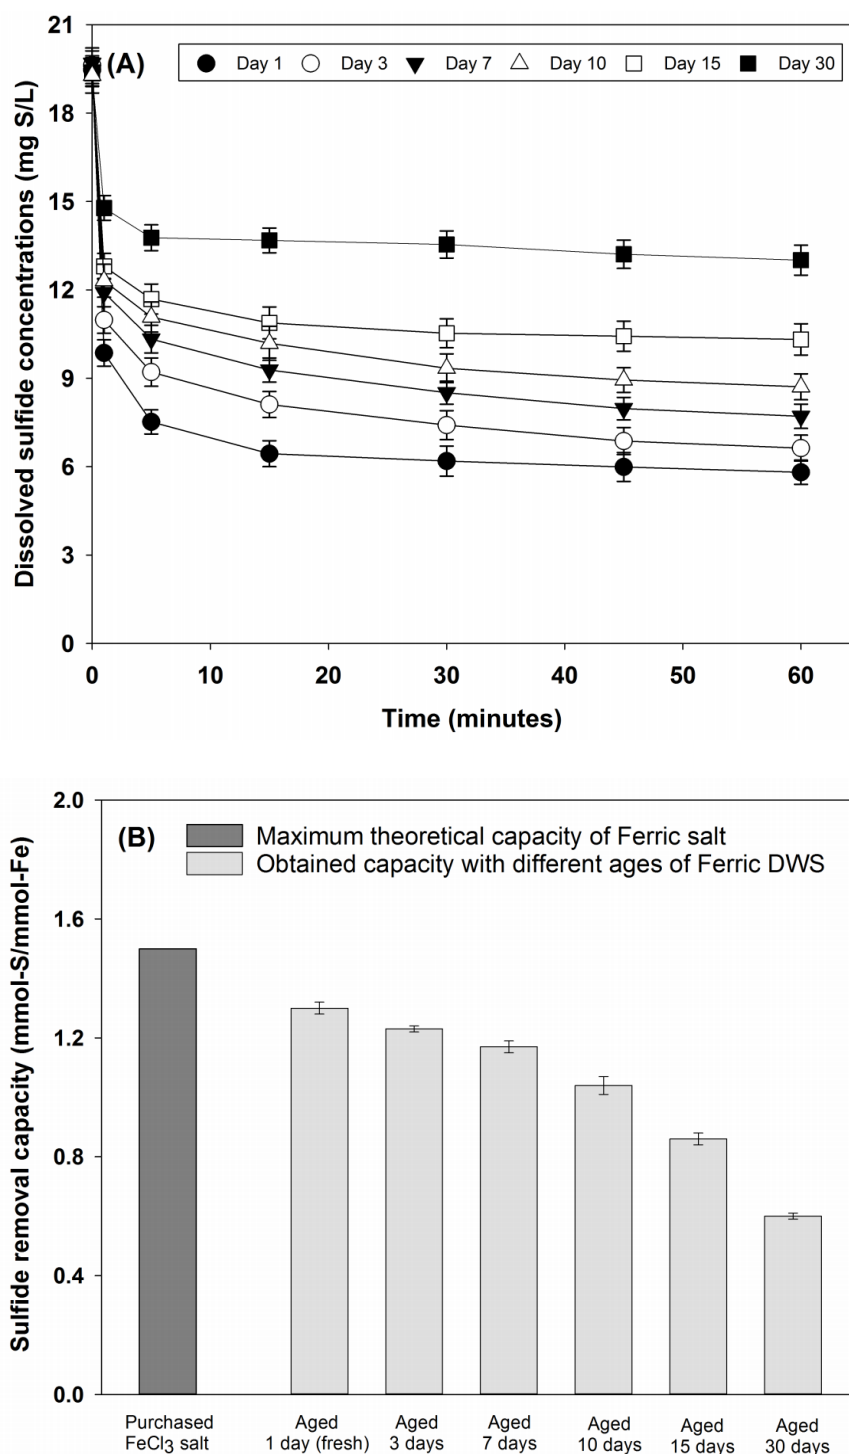 21
(A)
Day 1 Day 3 Day 7 Day 10 Day 15 Day 30
18
15
12
9
6
3
0
Dissolved sulfide concentrations (mg S/L)
0 10 20 30 40 50 60
Time (minutes)
2.0
(B)
Maximum theoretical capacity of Ferric salt
Obtained capacity with different ages of Ferric DWS
1.6
1.2
0.8
0.4
0.0
Sulfide removal capacity (mmol-S/mmol-Fe)
Purchased
FeCl3 salt
Aged
1 day (fresh)
Aged
3 days
Aged
7 days
Aged
10 days
Aged
15 days
Aged
30 days